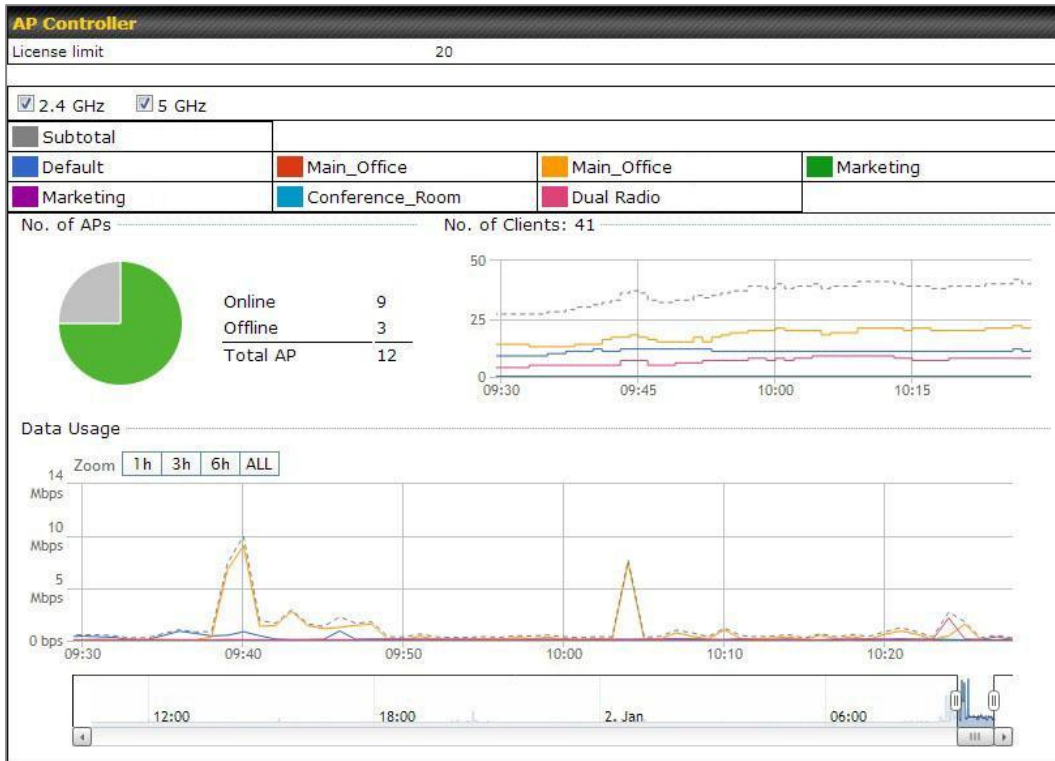 AP Controller
License limit 20
2.4 GHz 5 GHz
Subtotal
Default Main_Office Main_Office Marketing
Marketing Conference_Room Dual Radio
No. of APs No. of Clients: 41
Online 9
Offline 3
Total AP 12
50
25
0
09:30 09:45 10:00 10:15
Data Usage
Zoom 1h 3h 6h ALL
14
Mbps
10
Mbps
5
Mbps
0 bps
09:30 09:40 09:50 10:00 10:10 10:20
12:00 18:00 2. Jan 06:00